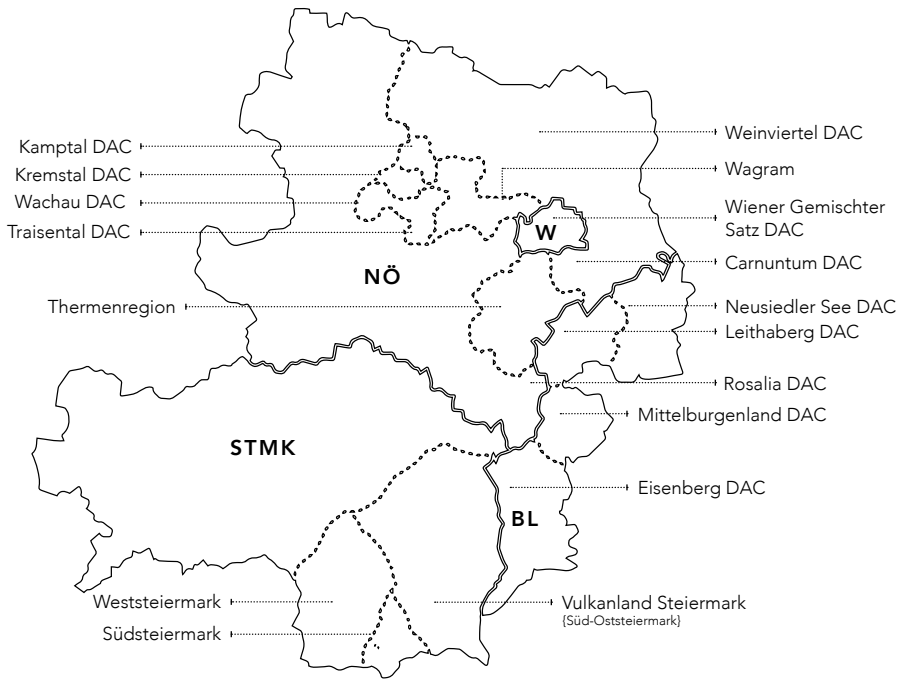 Kamptal DAC
Kremstal DAC
Wachau DAC
Traisental DAC
Thermenregion
Weststeiermark
Südsteiermark
NÖ
W
STMK
BL
Weinviertel DAC
Wagram
Wiener Gemischter
Satz DAC
Carnuntum DAC
Neusiedler See DAC
Leithaberg DAC
Rosalia DAC
Mittelburgenland DAC
Eisenberg DAC
Vulkanland Steiermark
{Süd-Oststeiermark}